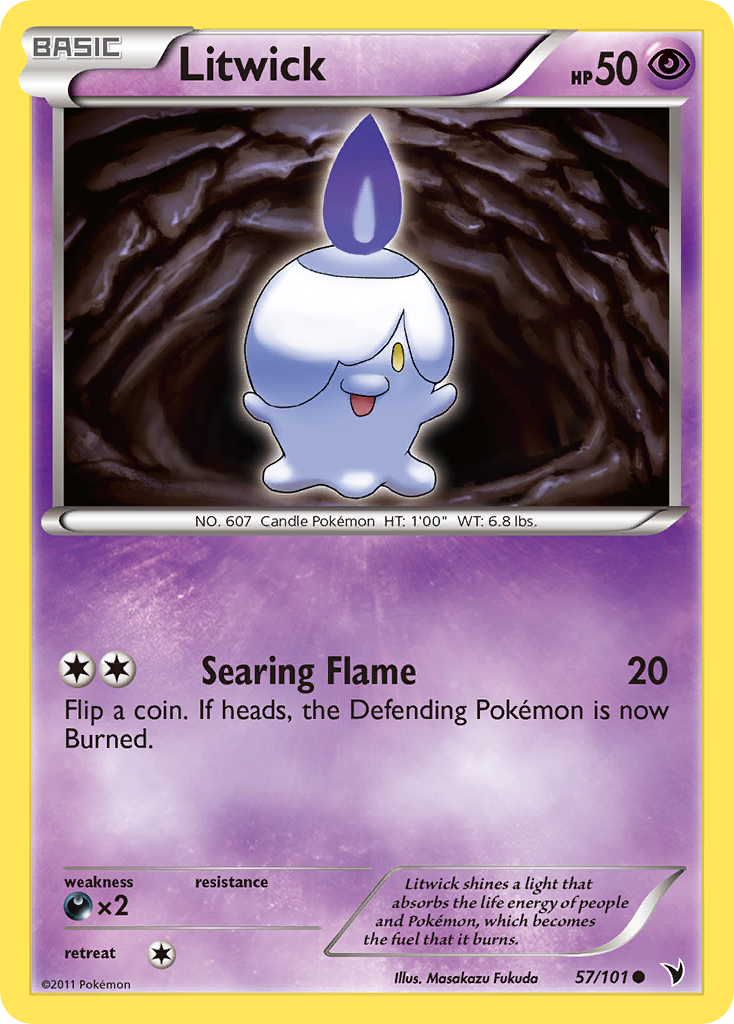 BASIC
Litwick
HP50
NO. 607 Candle Pokémon HT: 1'00" WT: 6.8 lbs.
Searing Flame 20
Flip a coin. If heads, the Defending Pokémon is now
Burned.
weakness resistance
×2
Litwick shines a light that
absorbs the life energy of people
and Pokémon, which becomes
the fuel that it burns.
retreat
Illus. Masakazu Fukuda
57/101
©2011 Pokémon